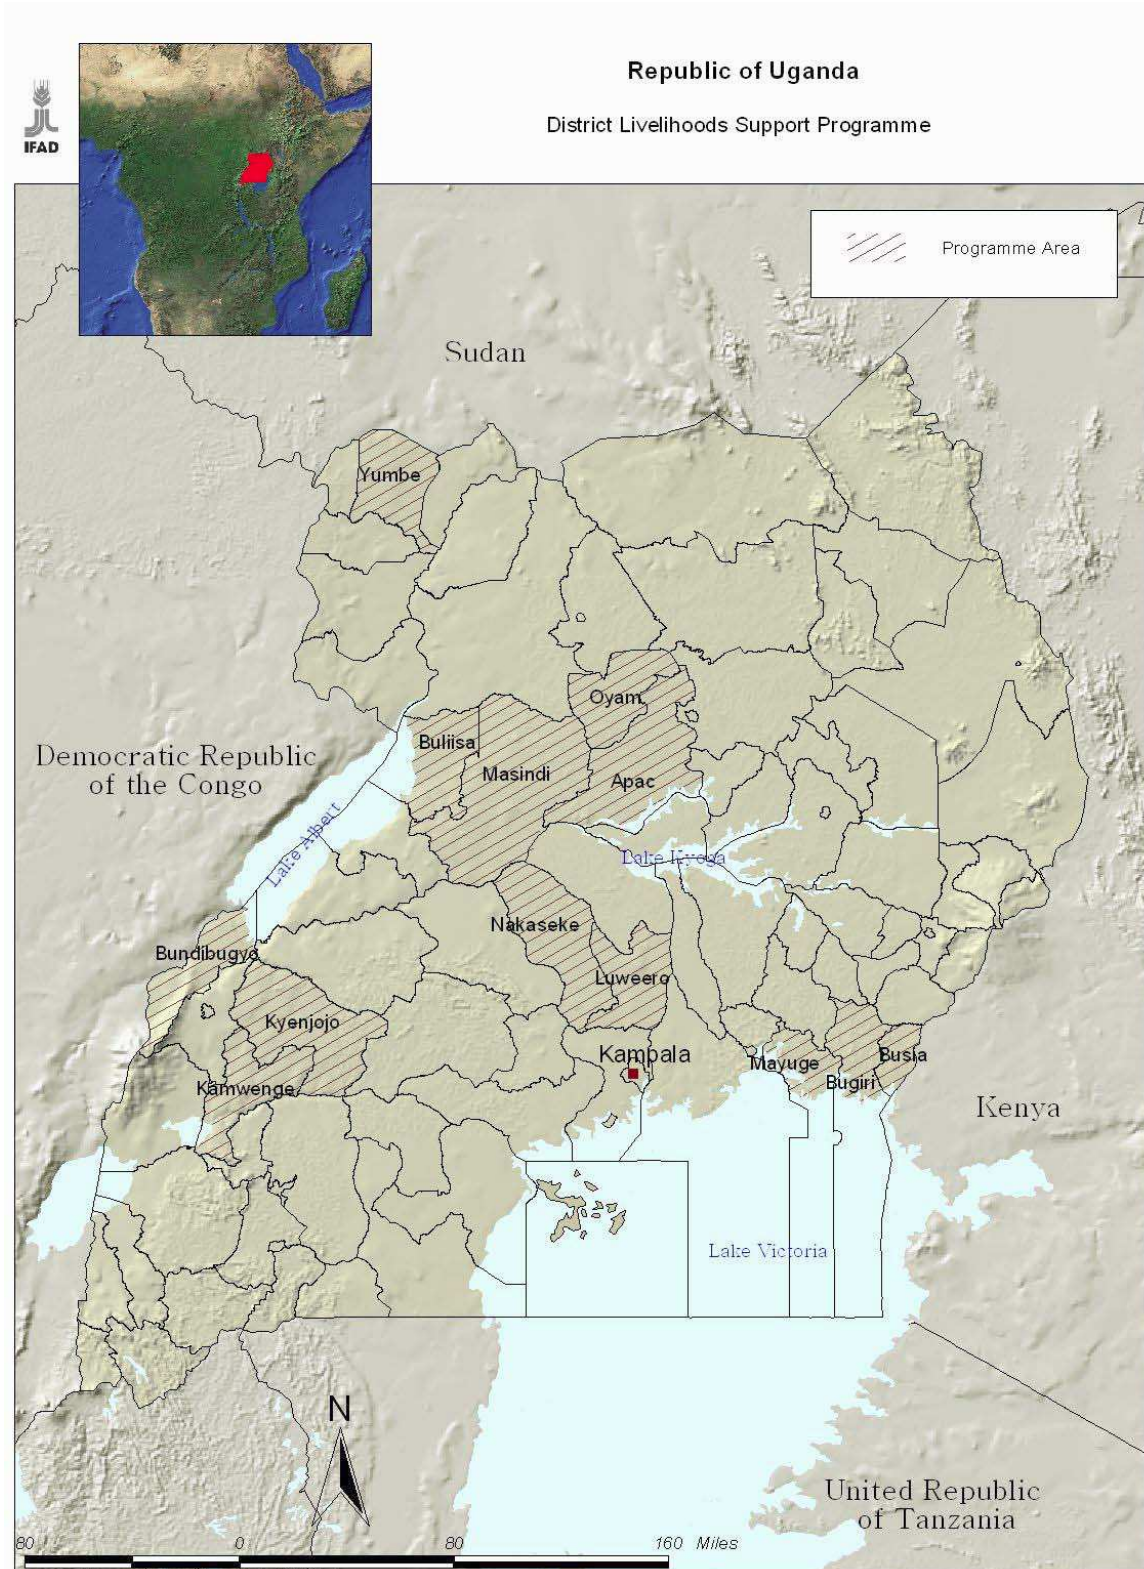 Republic of Uganda
District Livelihoods Support Programme
IFAD
Programme Area
Sudan
Yumbe
Oyam
Buliisa
Democratic Republic
of the Congo
Masindi
Apac
Lake Albert
Lake Kyoga
Nakaseke
Bundibugyo
Luweero
Kyenjojo
Kampala
Mayuge
Busia
Bugiri
Kamwenge
Kenya
Lake Victoria
N
United Republic
of Tanzania
80 0 80 160 Miles